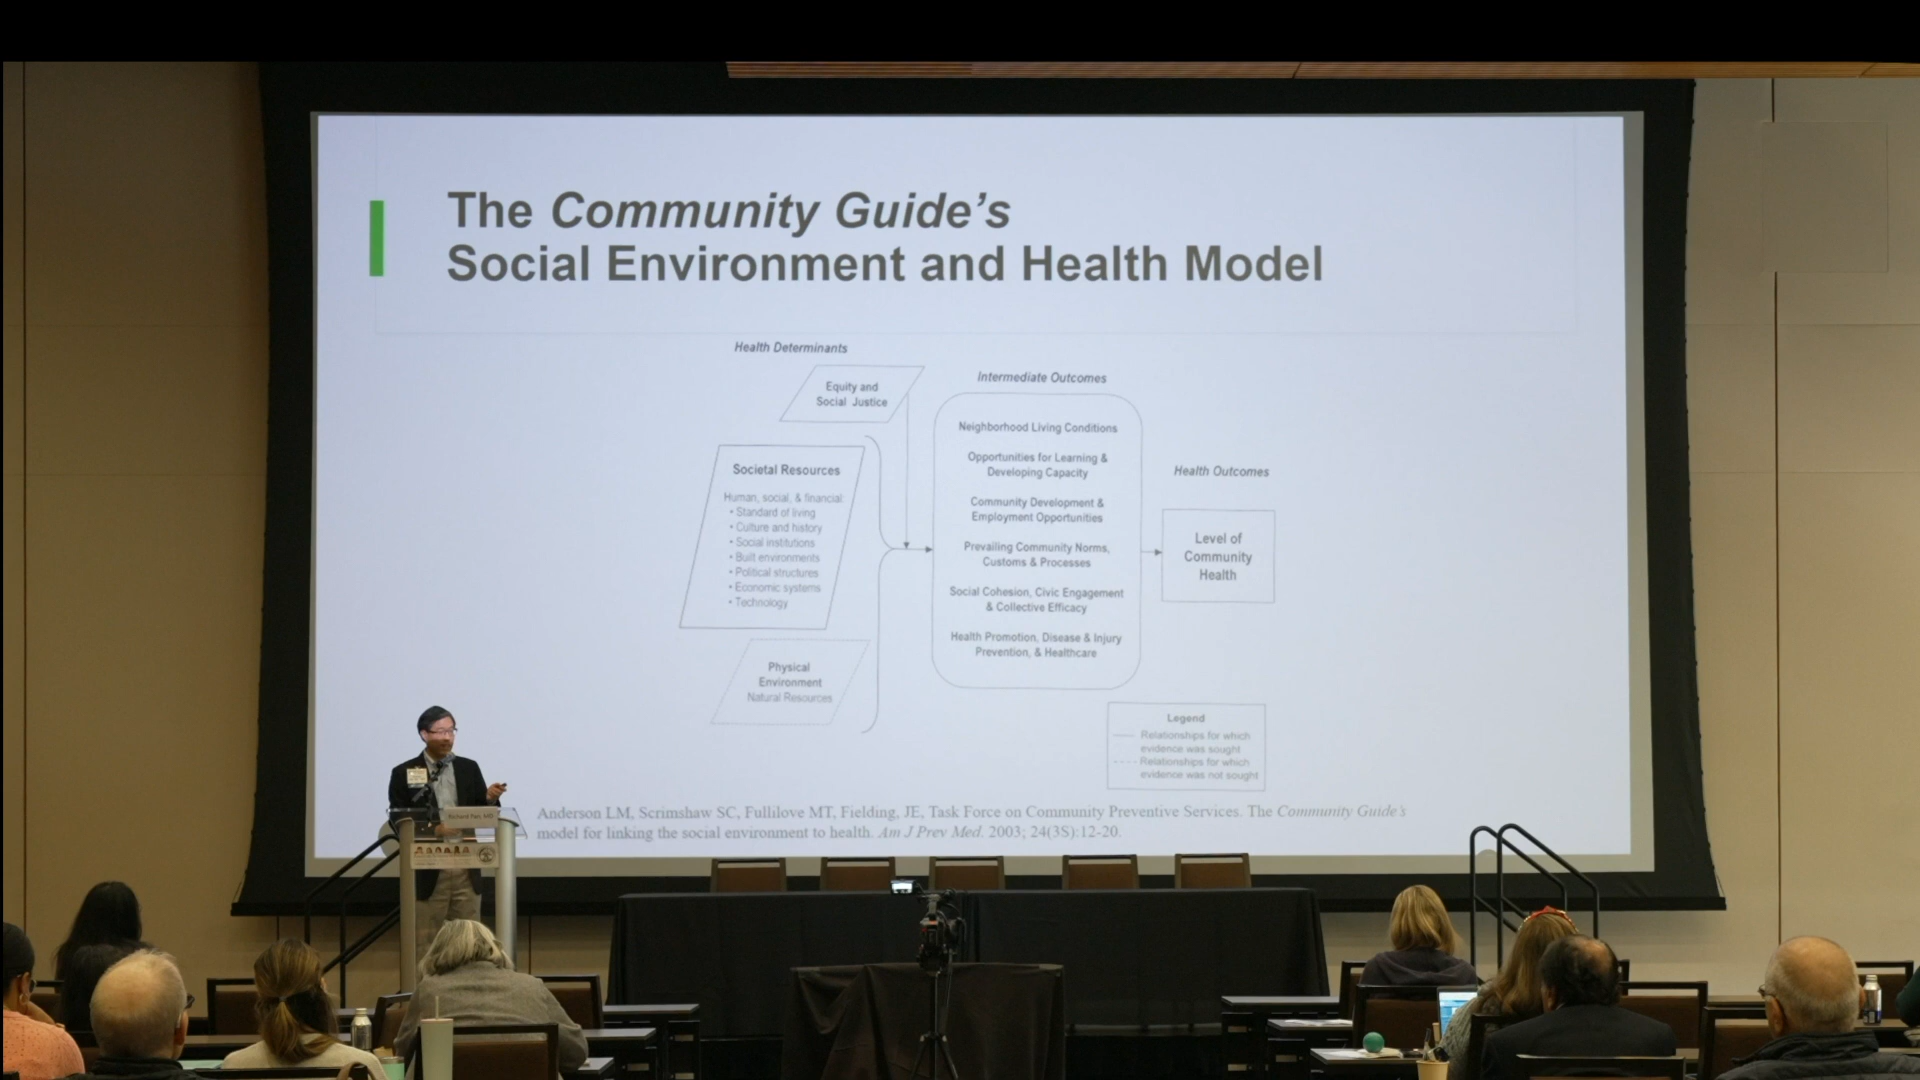 The Community Guide's
Social Environment and Health Model
Health Determinants
Equity and
Social Justice
Societal Resources
Human, social, & financial:
• Standard of living
• Culture and history
• Social institutions
• Built environments
• Political structures
• Economic systems
• Technology
Physical
Environment
Natural Resources
Intermediate Outcomes
Neighborhood Living Conditions
Opportunities for Learning &
Developing Capacity
Community Development &
Employment Opportunities
Prevailing Community Norms,
Customs & Processes
Social Cohesion, Civic Engagement
& Collective Efficacy
Health Promotion, Disease & Injury
Prevention, & Healthcare
Health Outcomes
Level of
Community
Health
Legend
Relationships for which
evidence was sought
Relationships for which
evidence was not sought
Anderson LM, Scrimshaw SC, Fullilove MT, Fielding, JE, Task Force on Community Preventive Services. The Community Guide's
model for linking the social environment to health. Am J Prev Med. 2003; 24(3S):12-20.
Richard Pan, MD